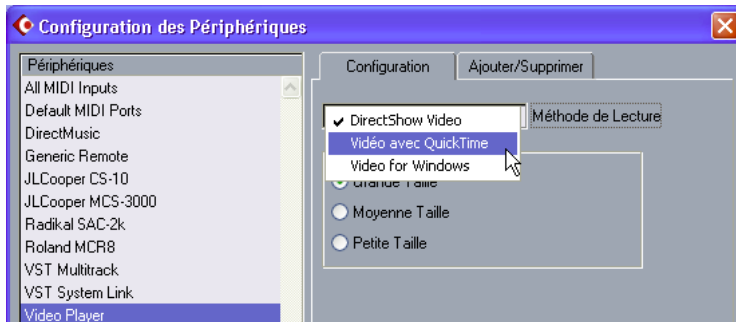 Configuration des Périphériques
Périphériques
All MIDI Inputs
Default MIDI Ports
DirectMusic
Generic Remote
JLCooper CS-10
JLCooper MCS-3000
Radikal SAC-2k
Roland MCR8
VST Multitrack
VST System Link
Video Player
Configuration
Ajouter/Supprimer
DirectShow Video
Méthode de Lecture
Vidéo avec QuickTime
Video for Windows
Grande Taille
Moyenne Taille
Petite Taille